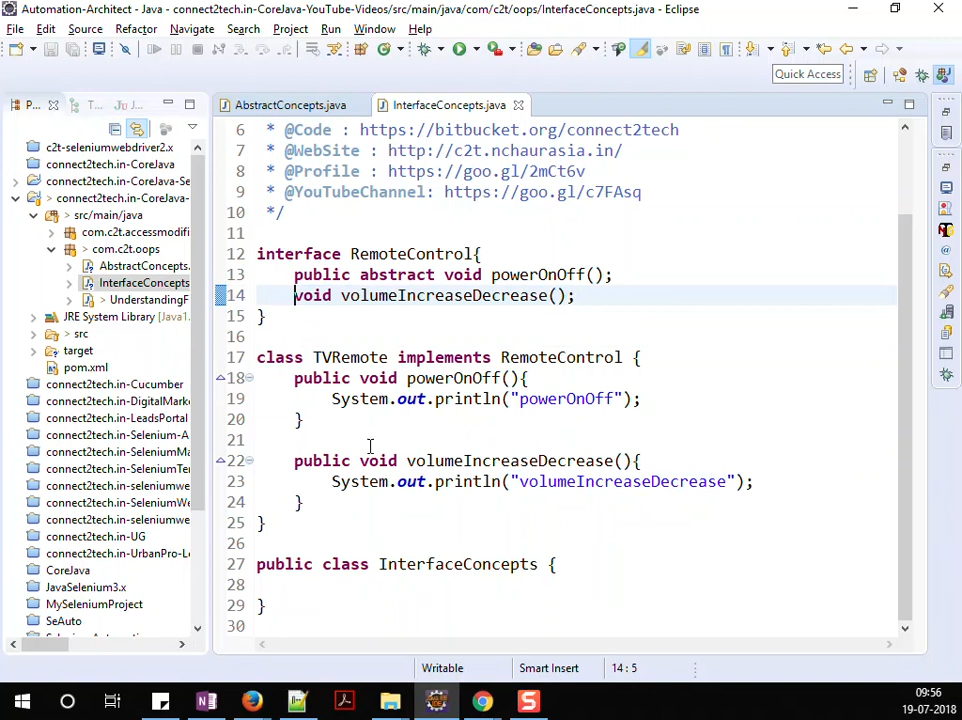 Automation-Architect - Java - connect2tech.in-CoreJava-YouTube-Videos/src/main/java/com/c2t/oops/InterfaceConcepts.java - Eclipse
File Edit Source Refactor Navigate Search Project Run Window Help
Quick Access
P... T... Ju J...
AbstractConcepts.java
InterfaceConcepts.java
c2t-seleniumwebdriver2.x
connect2tech.in-CoreJava
connect2tech.in-CoreJava-Se
> connect2tech.in-CoreJava-
> src/main/java
> com.c2t.accessmodifi
> com.c2t.oops
AbstractConcepts.
InterfaceConcepts
> UnderstandingF
JRE System Library [Java1.
> src
target
pom.xml
connect2tech.in-Cucumber
connect2tech.in-DigitalMarke
connect2tech.in-LeadsPortal
connect2tech.in-Selenium-A
connect2tech.in-SeleniumMa
connect2tech.in-SeleniumTe
connect2tech.in-seleniumwe
connect2tech.in-SeleniumWe
connect2tech.in-seleniumwe
connect2tech.in-UG
connect2tech.in-UrbanPro-Le
CoreJava
JavaSelenium3.x
MySeleniumProject
SeAuto
6 * @Code : https://bitbucket.org/connect2tech
7 * @WebSite : http://c2t.nchaurasia.in/
8 * @Profile : https://goo.gl/2mCt6v
9 * @YouTubeChannel: https://goo.gl/c7FAsq
10 */
11
12 interface RemoteControl{
13 public abstract void powerOnOff();
14 void volumeIncreaseDecrease();
15 }
16
17 class TVRemote implements RemoteControl {
18 public void powerOnOff(){
19 System.out.println("powerOnOff");
20 }
21
22 public void volumeIncreaseDecrease(){
23 System.out.println("volumeIncreaseDecrease");
24 }
25 }
26
27 public class InterfaceConcepts {
28
29 }
30
Writable Smart Insert 14 : 5
09:56
19-07-2018